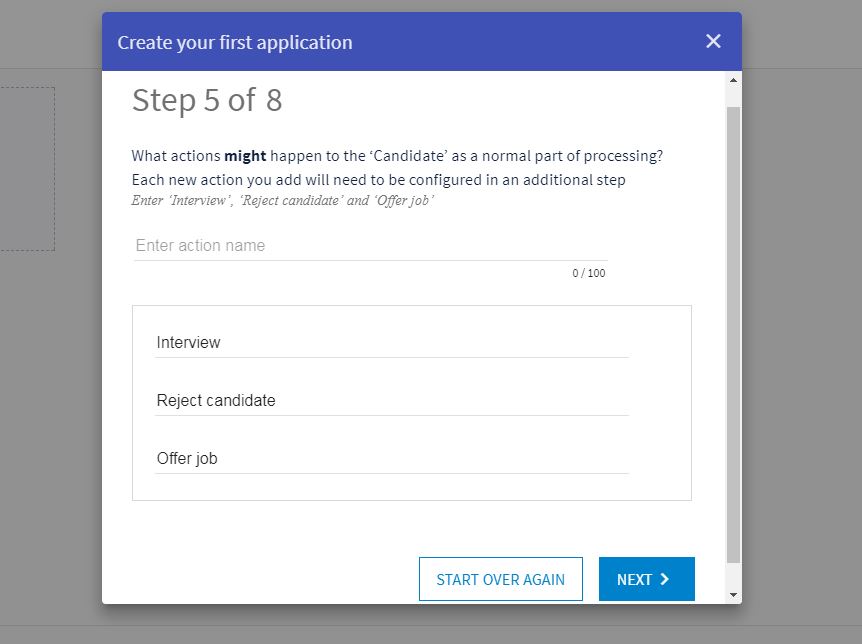 Create your first application
Step 5 of 8
What actions might happen to the ‘Candidate’ as a normal part of processing?
Each new action you add will need to be configured in an additional step
Enter ‘Interview’, ‘Reject candidate’ and ‘Offer job’
Enter action name
0 / 100
Interview
Reject candidate
Offer job
START OVER AGAIN
NEXT